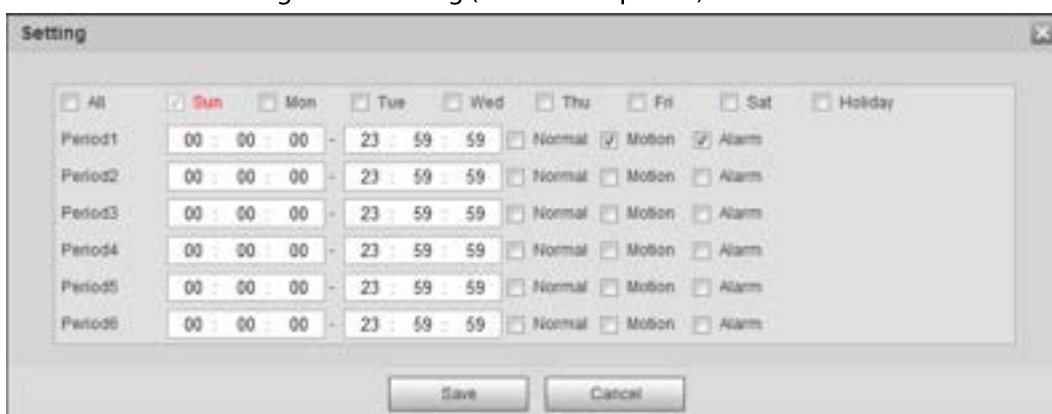 Setting
All Sun Mon Tue Wed Thu Fri Sat Holiday
Period1 00 : 00 : 00 - 23 : 59 : 59 Normal Motion Alarm
Period2 00 : 00 : 00 - 23 : 59 : 59 Normal Motion Alarm
Period3 00 : 00 : 00 - 23 : 59 : 59 Normal Motion Alarm
Period4 00 : 00 : 00 - 23 : 59 : 59 Normal Motion Alarm
Period5 00 : 00 : 00 - 23 : 59 : 59 Normal Motion Alarm
Period6 00 : 00 : 00 - 23 : 59 : 59 Normal Motion Alarm
Save Cancel